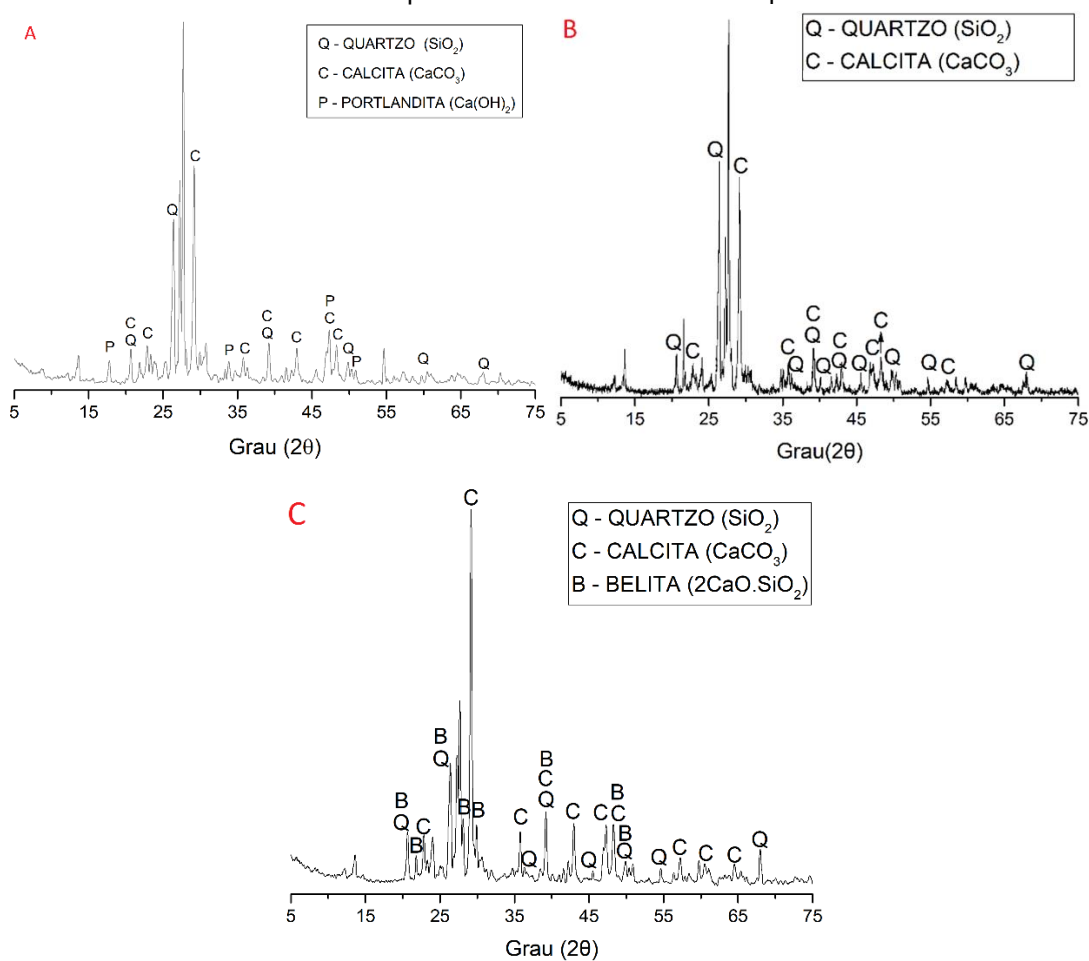 A
Q - QUARTZO (SiO₂)
C - CALCITA (CaCO₃)
P - PORTLANDITA (Ca(OH)₂)
C
Q
P
C
Q
C
P
C
C
Q
C
P
C
C
Q
P
Q
Q
5 15 25 35 45 55 65 75
Grau (2θ)
B
Q - QUARTZO (SiO₂)
C - CALCITA (CaCO₃)
Q
C
Q
C
C
Q
C
Q
Q
C
Q
Q
C
C
Q
Q
C
Q
5 15 25 35 45 55 65 75
Grau(2θ)
C
Q - QUARTZO (SiO₂)
C - CALCITA (CaCO₃)
B - BELITA (2CaO.SiO₂)
C
B
Q
B
Q
B
C
B
B
C
Q
B
C
Q
C
C
B
C
B
Q
Q
Q
C
C
C
Q
5 15 25 35 45 55 65 75
Grau (2θ)